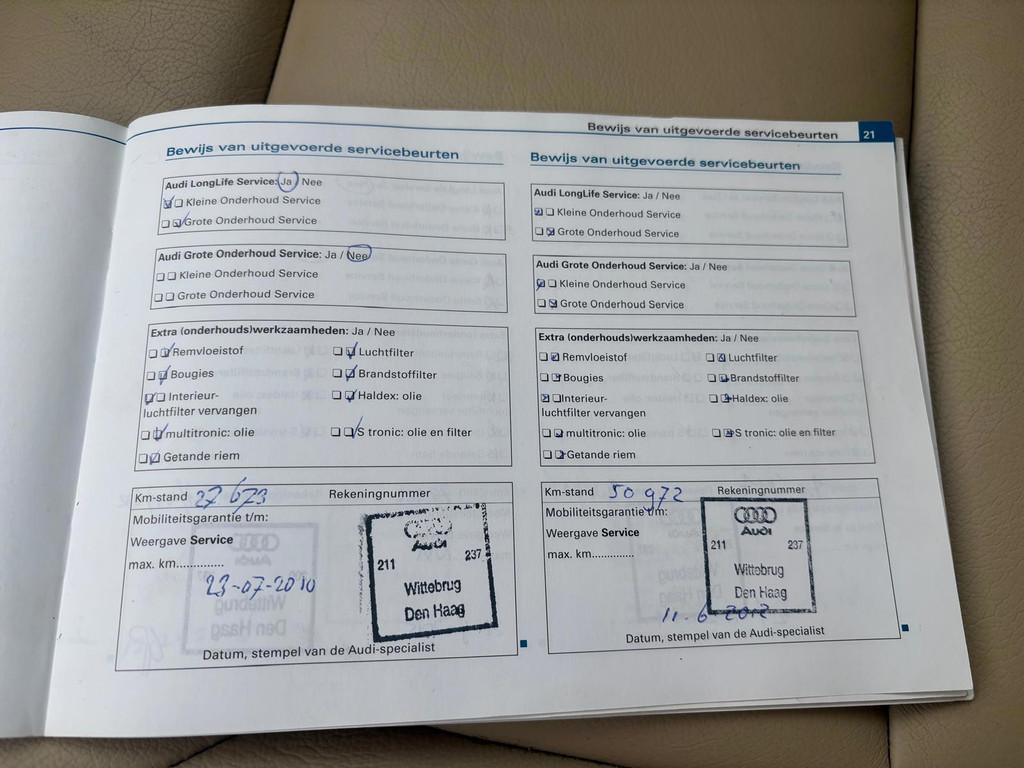 Bewijs van uitgevoerde servicebeurten 21
Bewijs van uitgevoerde servicebeurten
Audi LongLife Service: Ja / Nee
Kleine Onderhoud Service
Grote Onderhoud Service
Audi Grote Onderhoud Service: Ja / Nee
Kleine Onderhoud Service
Grote Onderhoud Service
Extra (onderhouds)werkzaamheden: Ja / Nee
Remvloeistof Luchtfilter
Bougies Brandstoffilter
Interieur- Haldex: olie
luchtfilter vervangen
multitronic: olie S tronic: olie en filter
Getande riem
Km-stand 27 673 Rekeningnummer
Mobiliteitsgarantie t/m:
Weergave Service
max. km.............
23-07-2010
Audi
211 237
Wittebrug
Den Haag
Datum, stempel van de Audi-specialist
Bewijs van uitgevoerde servicebeurten
Audi LongLife Service: Ja / Nee
Kleine Onderhoud Service
Grote Onderhoud Service
Audi Grote Onderhoud Service: Ja / Nee
Kleine Onderhoud Service
Grote Onderhoud Service
Extra (onderhouds)werkzaamheden: Ja / Nee
Remvloeistof Luchtfilter
Bougies Brandstoffilter
Interieur- Haldex: olie
luchtfilter vervangen
multitronic: olie S tronic: olie en filter
Getande riem
Km-stand 50 972 Rekeningnummer
Mobiliteitsgarantie t/m:
Weergave Service
max. km.............
Audi
211 237
Wittebrug
Den Haag
11-6-2012
Datum, stempel van de Audi-specialist